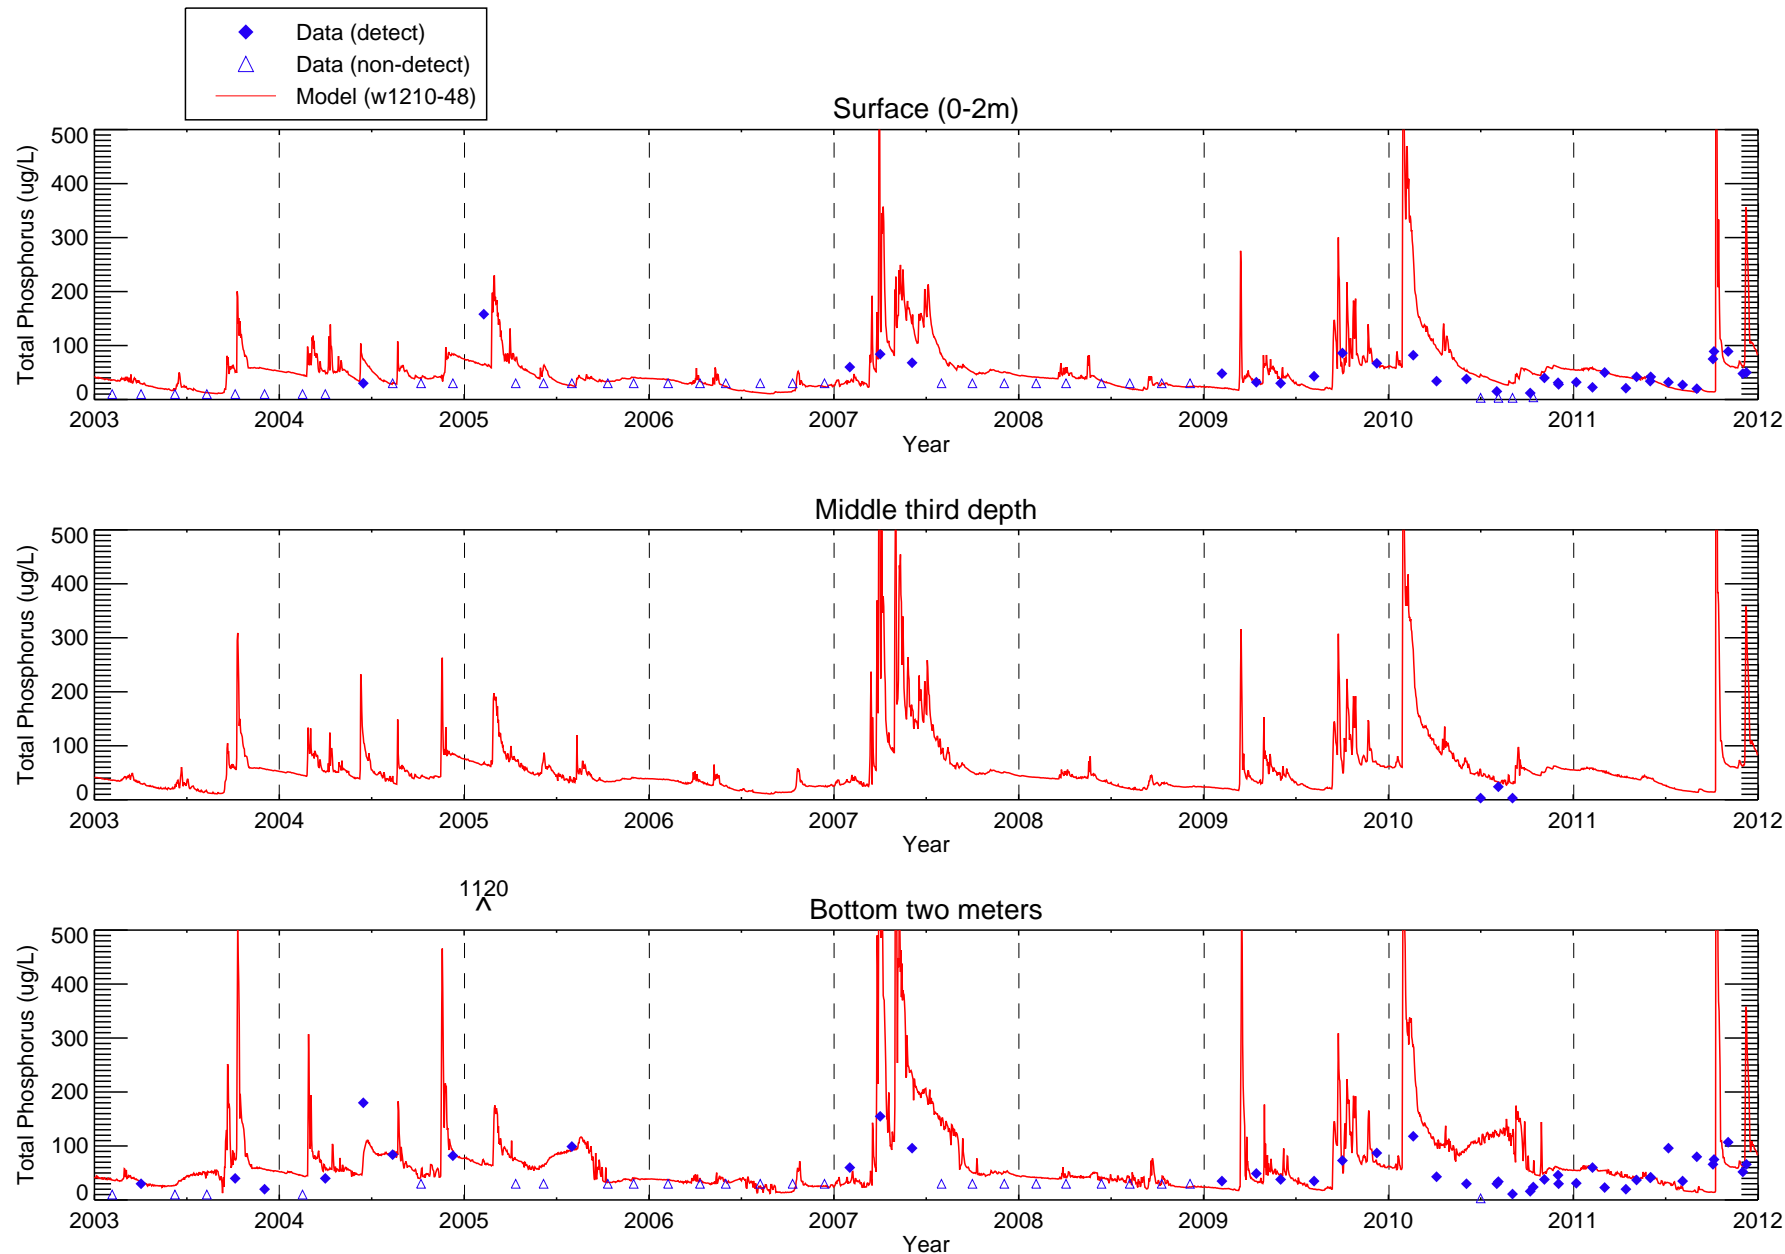 Data (detect)
Data (non-detect)
Model (w1210-48)
Surface (0-2m)
Total Phosphorus (ug/L)
500
400
300
200
100
0
2003 2004 2005 2006 2007 2008 2009 2010 2011 2012
Year
Middle third depth
Total Phosphorus (ug/L)
500
400
300
200
100
0
2003 2004 2005 2006 2007 2008 2009 2010 2011 2012
Year
1120
^
Bottom two meters
Total Phosphorus (ug/L)
500
400
300
200
100
0
2003 2004 2005 2006 2007 2008 2009 2010 2011 2012
Year